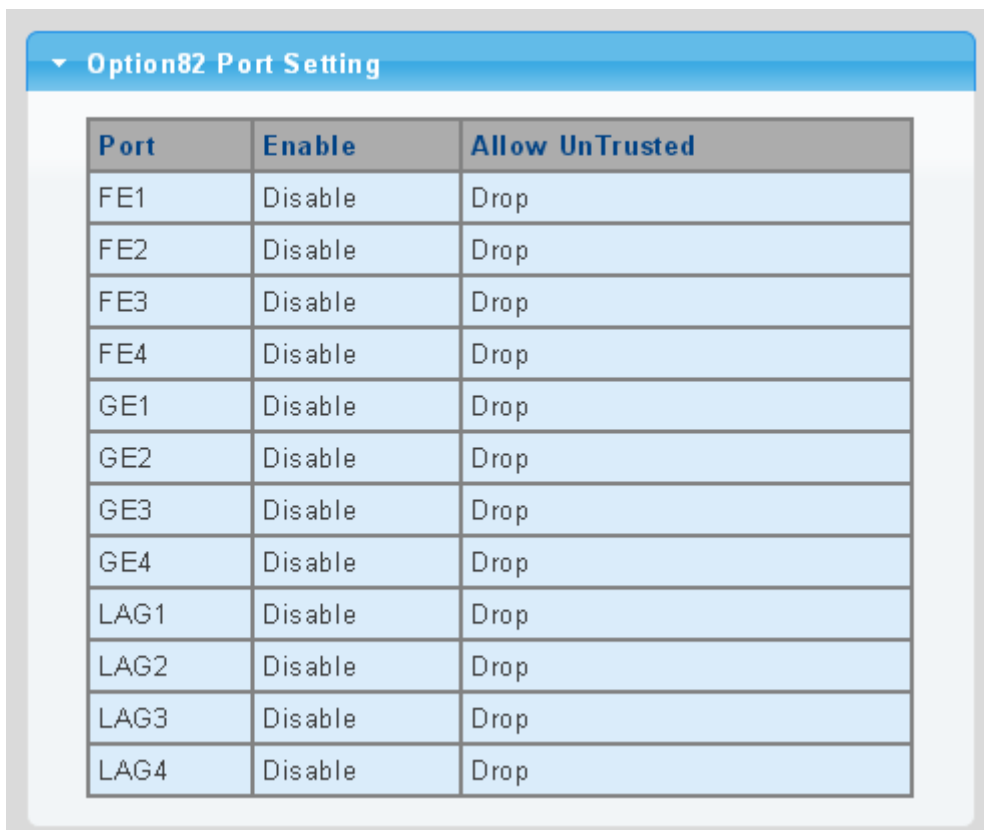 Option82 Port Setting
Port Enable Allow UnTrusted
FE1 Disable Drop
FE2 Disable Drop
FE3 Disable Drop
FE4 Disable Drop
GE1 Disable Drop
GE2 Disable Drop
GE3 Disable Drop
GE4 Disable Drop
LAG1 Disable Drop
LAG2 Disable Drop
LAG3 Disable Drop
LAG4 Disable Drop